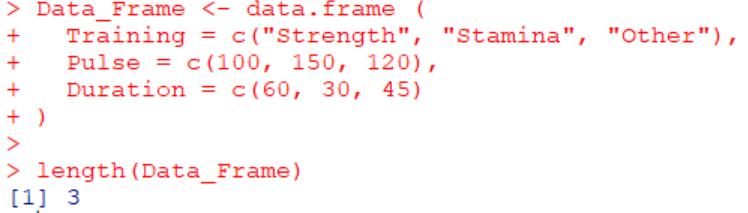 > Data_Frame <- data.frame (
+   Training = c("Strength", "Stamina", "Other"),
+   Pulse = c(100, 150, 120),
+   Duration = c(60, 30, 45)
+ )
>
> length(Data_Frame)
[1] 3